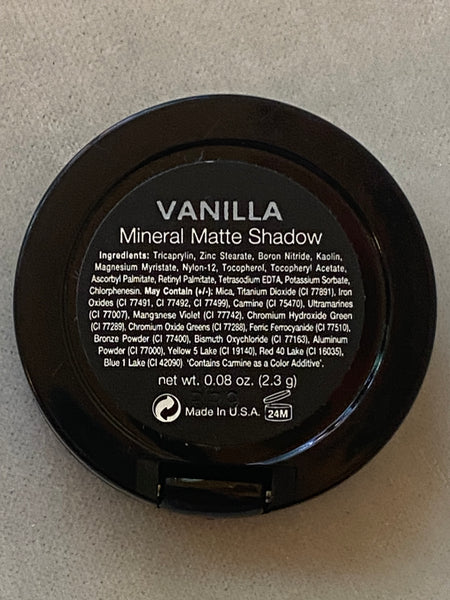 VANILLA
Mineral Matte Shadow
Ingredients: Tricaprylin, Zinc Stearate, Boron Nitride, Kaolin,
Magnesium Myristate, Nylon-12, Tocopherol, Tocopheryl Acetate,
Ascorbyl Palmitate, Retinyl Palmitate, Tetrasodium EDTA, Potassium Sorbate,
Chlorphenesin. May Contain [+/-]: Mica, Titanium Dioxide (CI 77891), Iron
Oxides (CI 77491, CI 77492, CI 77499), Carmine (CI 75470), Ultramarines
(CI 77007), Manganese Violet (CI 77742), Chromium Hydroxide Green
(CI 77289), Chromium Oxide Greens (CI 77288), Ferric Ferrocyanide (CI 77510),
Bronze Powder (CI 77400), Bismuth Oxychloride (CI 77163), Aluminum
Powder (CI 77000), Yellow 5 Lake (CI 19140), Red 40 Lake (CI 16035),
Blue 1 Lake (CI 42090) 'Contains Carmine as a Color Additive'.
net wt. 0.08 oz. (2.3 g)
Made In U.S.A. 24M